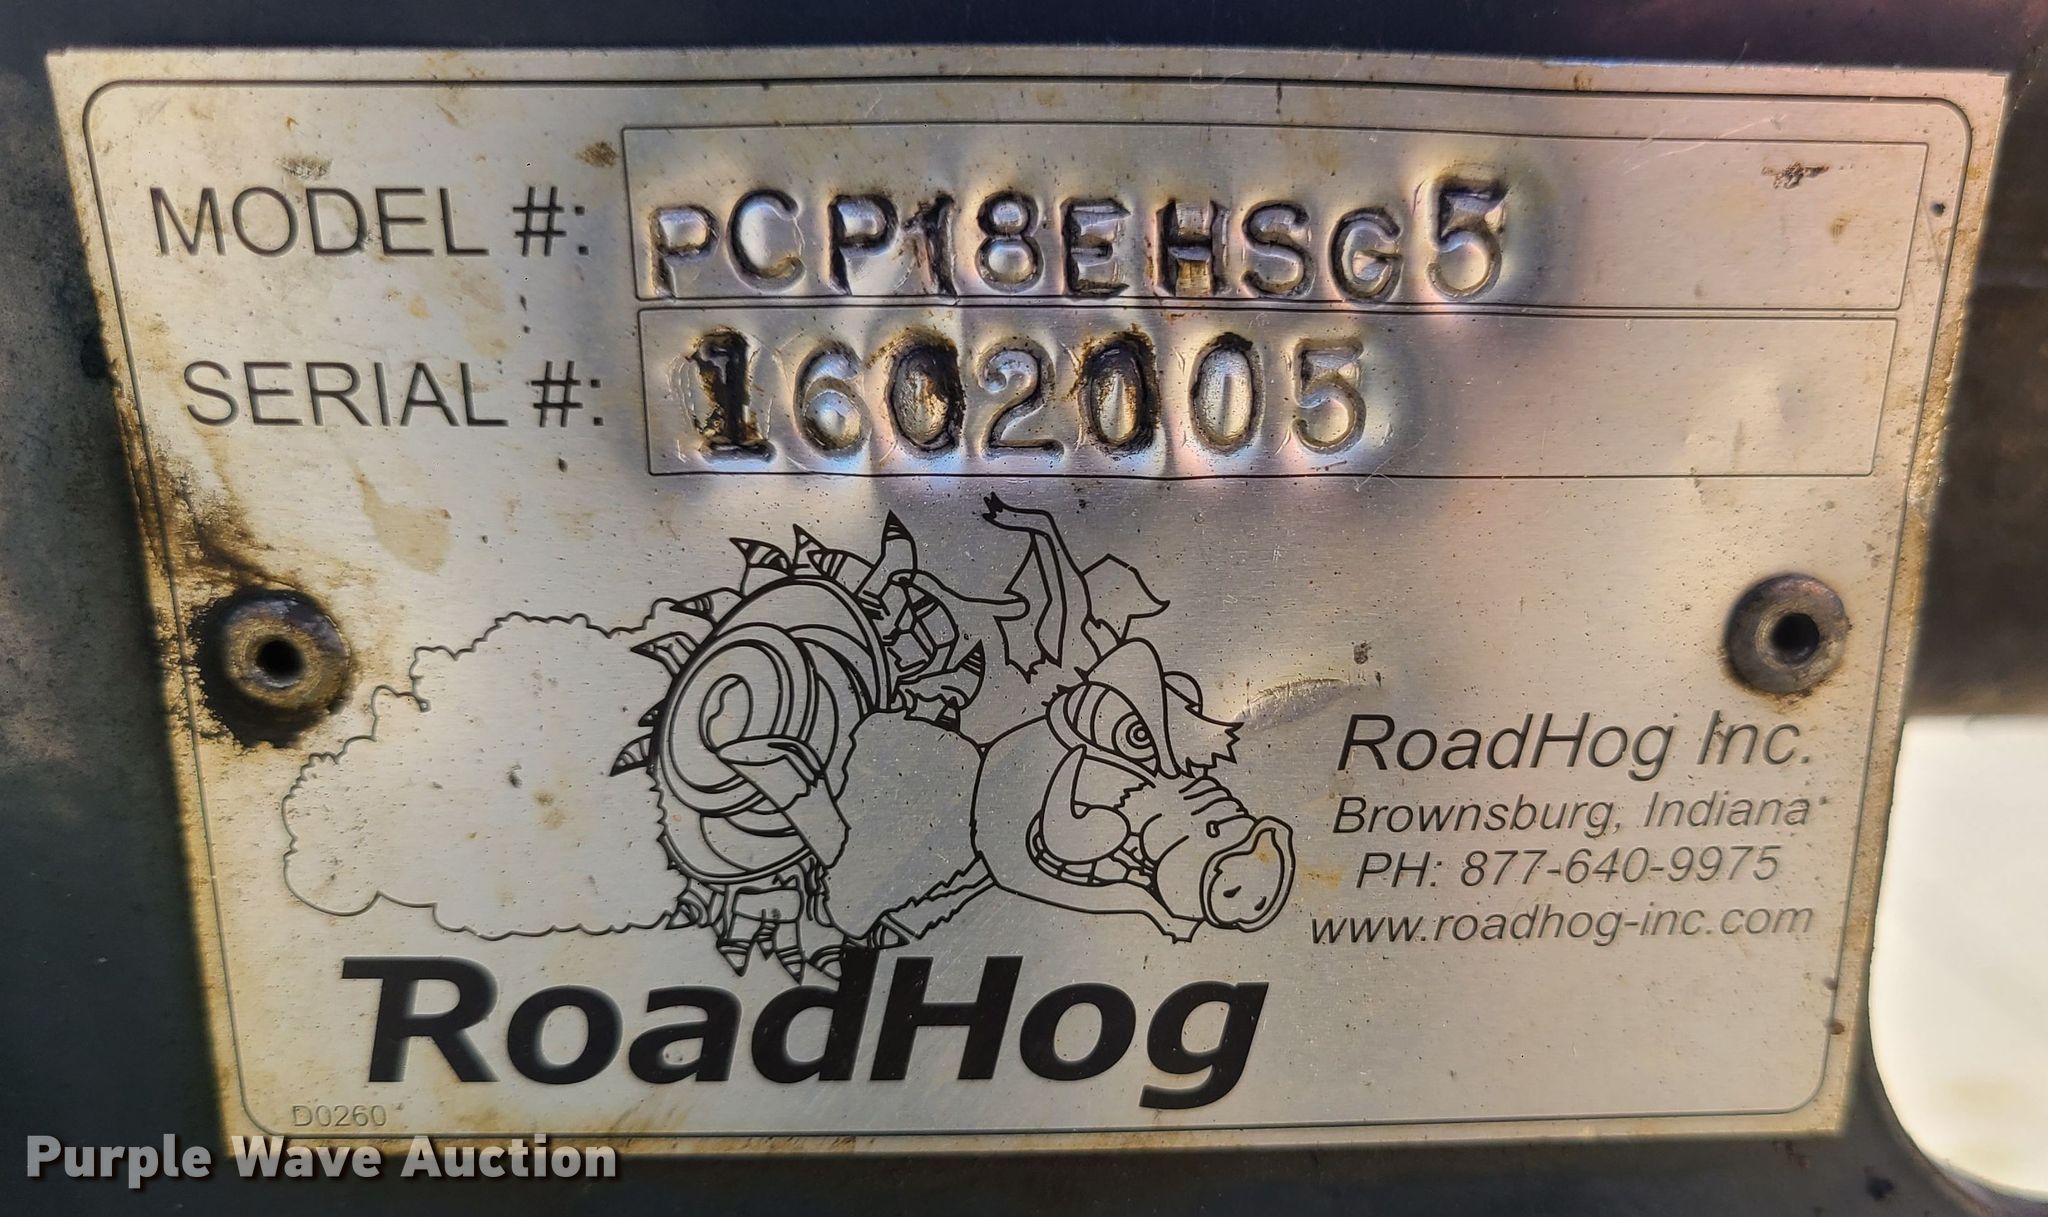 MODEL #: PCP18EHSG5
SERIAL #: 1602005
RoadHog Inc.
Brownsburg, Indiana
PH: 877-640-9975
www.roadhog-inc.com
RoadHog
D0260
Purple Wave Auction